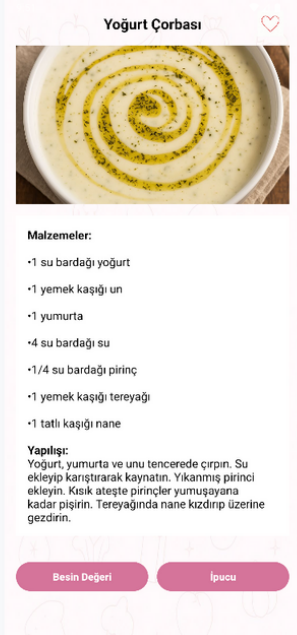 Yoğurt Çorbası
Malzemeler:
•1 su bardağı yoğurt
•1 yemek kaşığı un
•1 yumurta
•4 su bardağı su
•1/4 su bardağı pirinç
•1 yemek kaşığı tereyağı
•1 tatlı kaşığı nane
Yapılışı:
Yoğurt, yumurta ve unu tencerede çırpın. Su
ekleyip karıştırarak kaynatın. Yıkanmış pirinci
ekleyin. Kısık ateşte pirinçler yumuşayana
kadar pişirin. Tereyağında nane kızdırıp üzerine
gezdirin.
Besin Değeri
İpucu